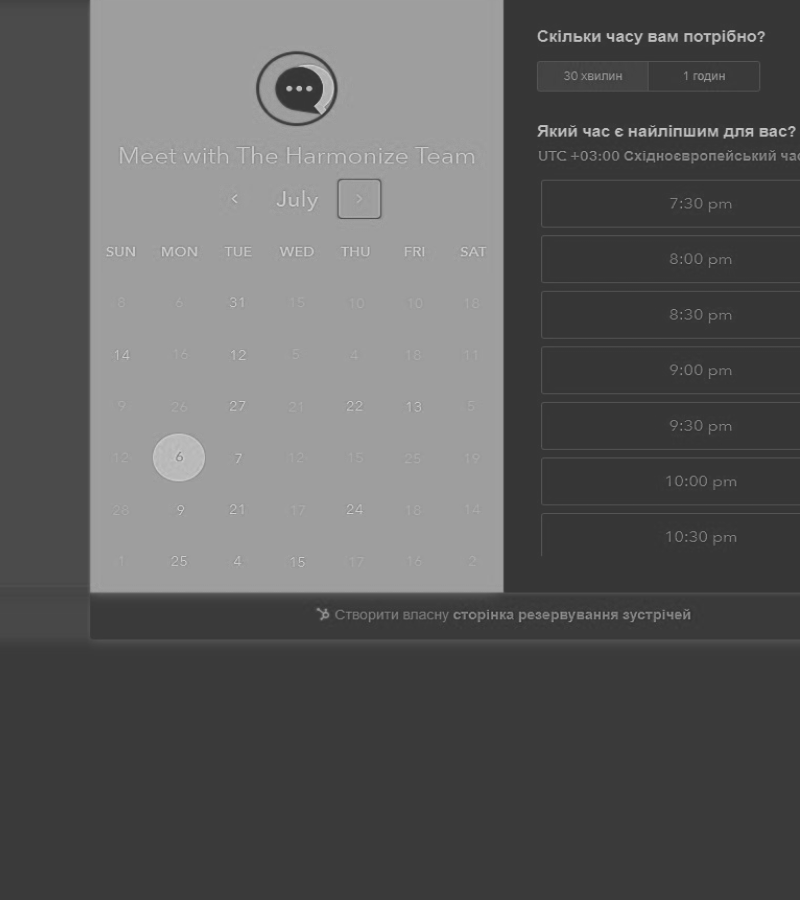 Meet with The Harmonize Team
July
SUN MON TUE WED THU FRI SAT
8 6 31 15 10 10 18
14 16 12 5 4 18 11
9 26 27 21 22 13 5
12 6 7 12 15 25 19
28 9 21 17 24 18 14
1 25 4 15 17 16 2
Скільки часу вам потрібно?
30 хвилин 1 годин
Який час є найліпшим для вас?
UTC +03:00 Східноєвропейський час
7:30 pm
8:00 pm
8:30 pm
9:00 pm
9:30 pm
10:00 pm
10:30 pm
Створити власну сторінка резервування зустрічей